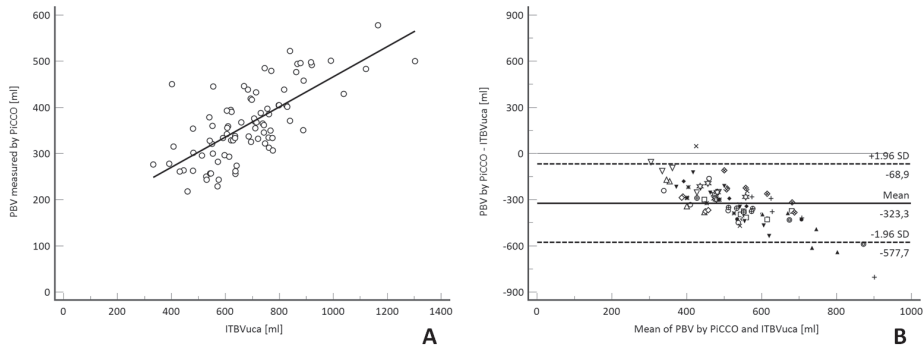 600
500
400
300
200
100
0
PBV measured by PiCCO [ml]
0 200 400 600 800 1000 1200 1400
ITBVuca [ml]
A
900
600
300
0
-300
-600
-900
PBV by PiCCO - ITBVuca [ml]
+1.96 SD
-68,9
Mean
-323,3
-1.96 SD
-577,7
0 200 400 600 800 1000
Mean of PBV by PiCCO and ITBVuca [ml]
B